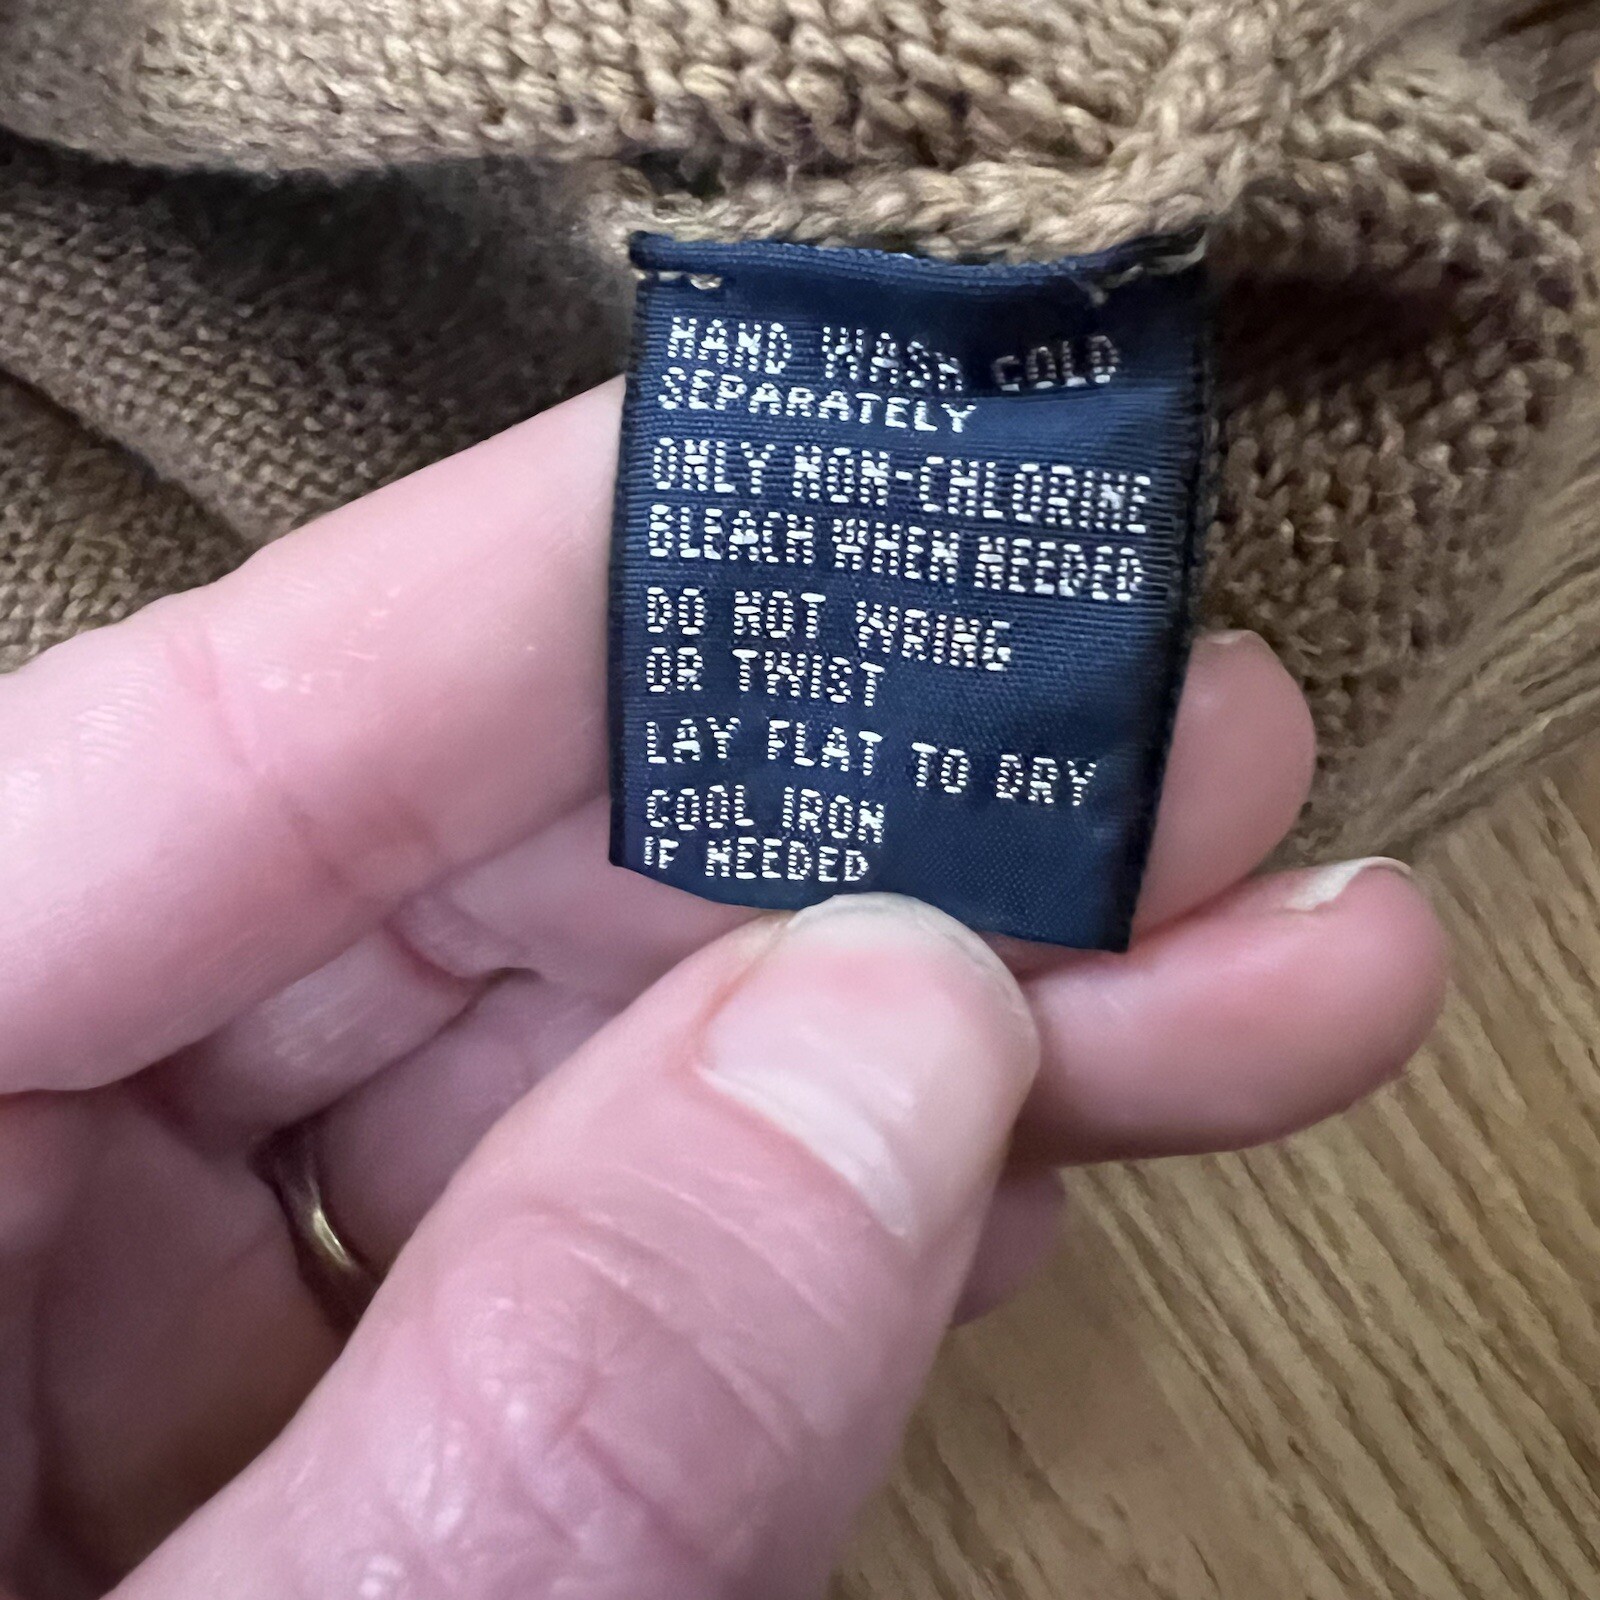 HAND WASH COLD
SEPARATELY
ONLY NON-CHLORINE
BLEACH WHEN NEEDED
DO NOT WRING
OR TWIST
LAY FLAT TO DRY
COOL IRON
IF NEEDED